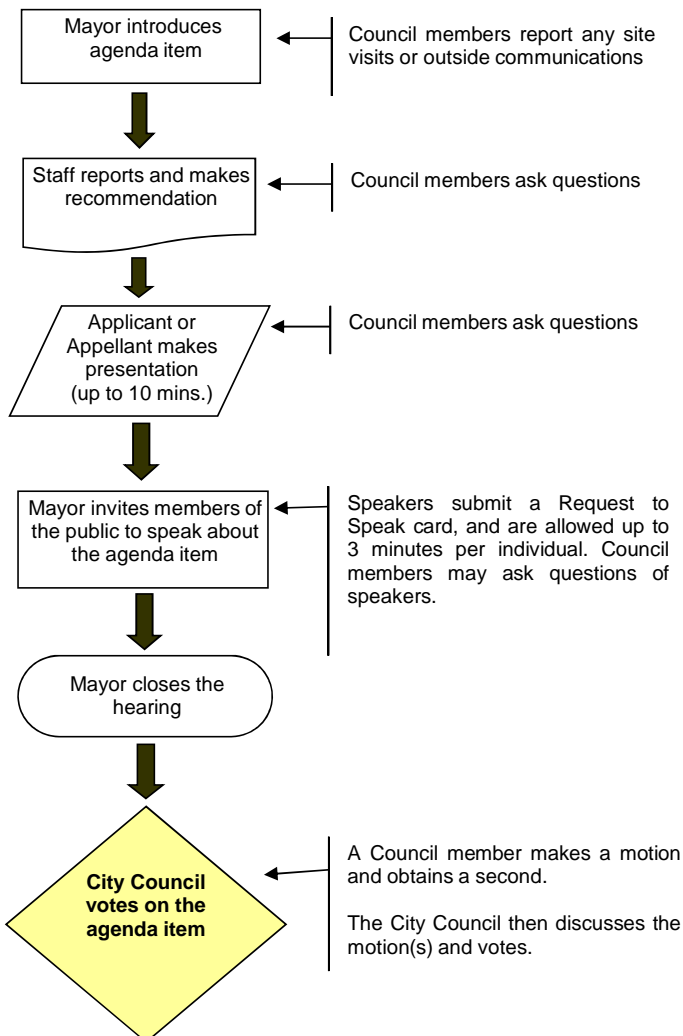 Mayor introduces
agenda item
Council members report any site
visits or outside communications
Staff reports and makes
recommendation
Council members ask questions
Applicant or
Appellant makes
presentation
(up to 10 mins.)
Council members ask questions
Mayor invites members of
the public to speak about
the agenda item
Speakers submit a Request to
Speak card, and are allowed up to
3 minutes per individual. Council
members may ask questions of
speakers.
Mayor closes the
hearing
City Council
votes on the
agenda item
A Council member makes a motion
and obtains a second.
The City Council then discusses the
motion(s) and votes.